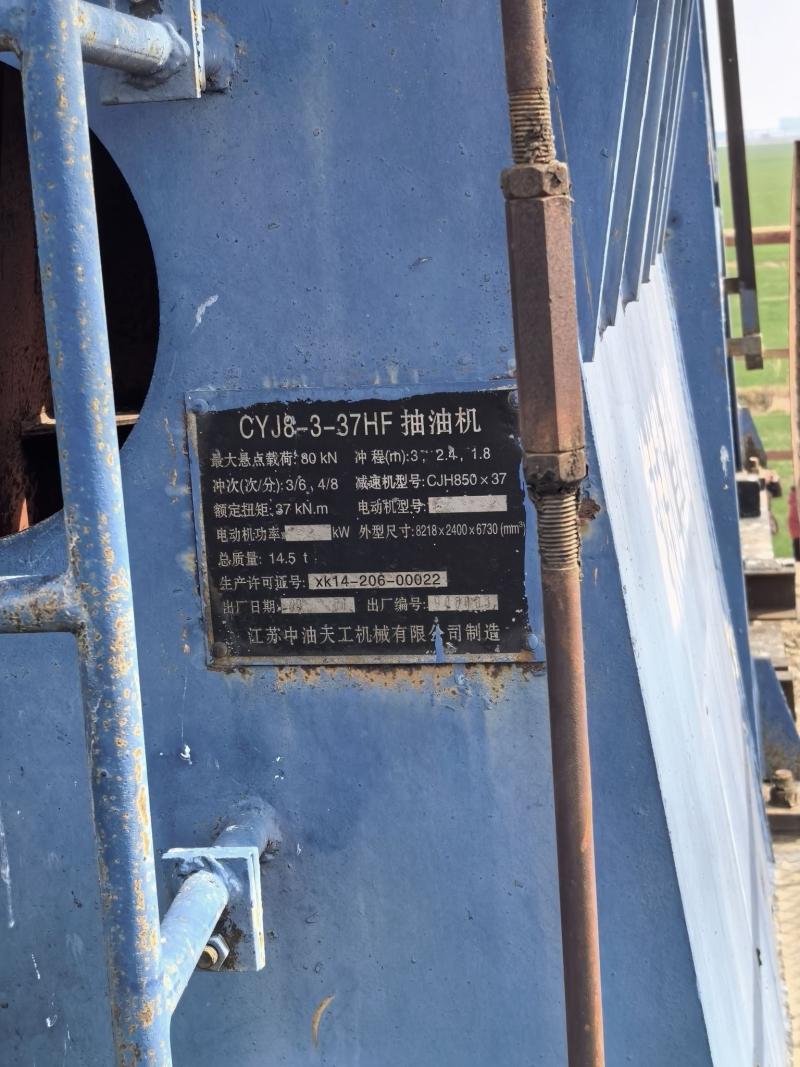 CYJ8-3-37HF 抽油机
最大悬点载荷: 80 kN 冲 程(m):3、2.4、1.8
冲次(次/分): 3/6、4/8 减速机型号: CJH850×37
额定扭矩: 37 kN.m 电动机型号:
电动机功率 kW 外型尺寸: 8218×2400×6730 (mm³)
总质量: 14.5 t
生产许可证号: xk14-206-00022
出厂日期: 出厂编号:
江苏中油天工机械有限公司制造